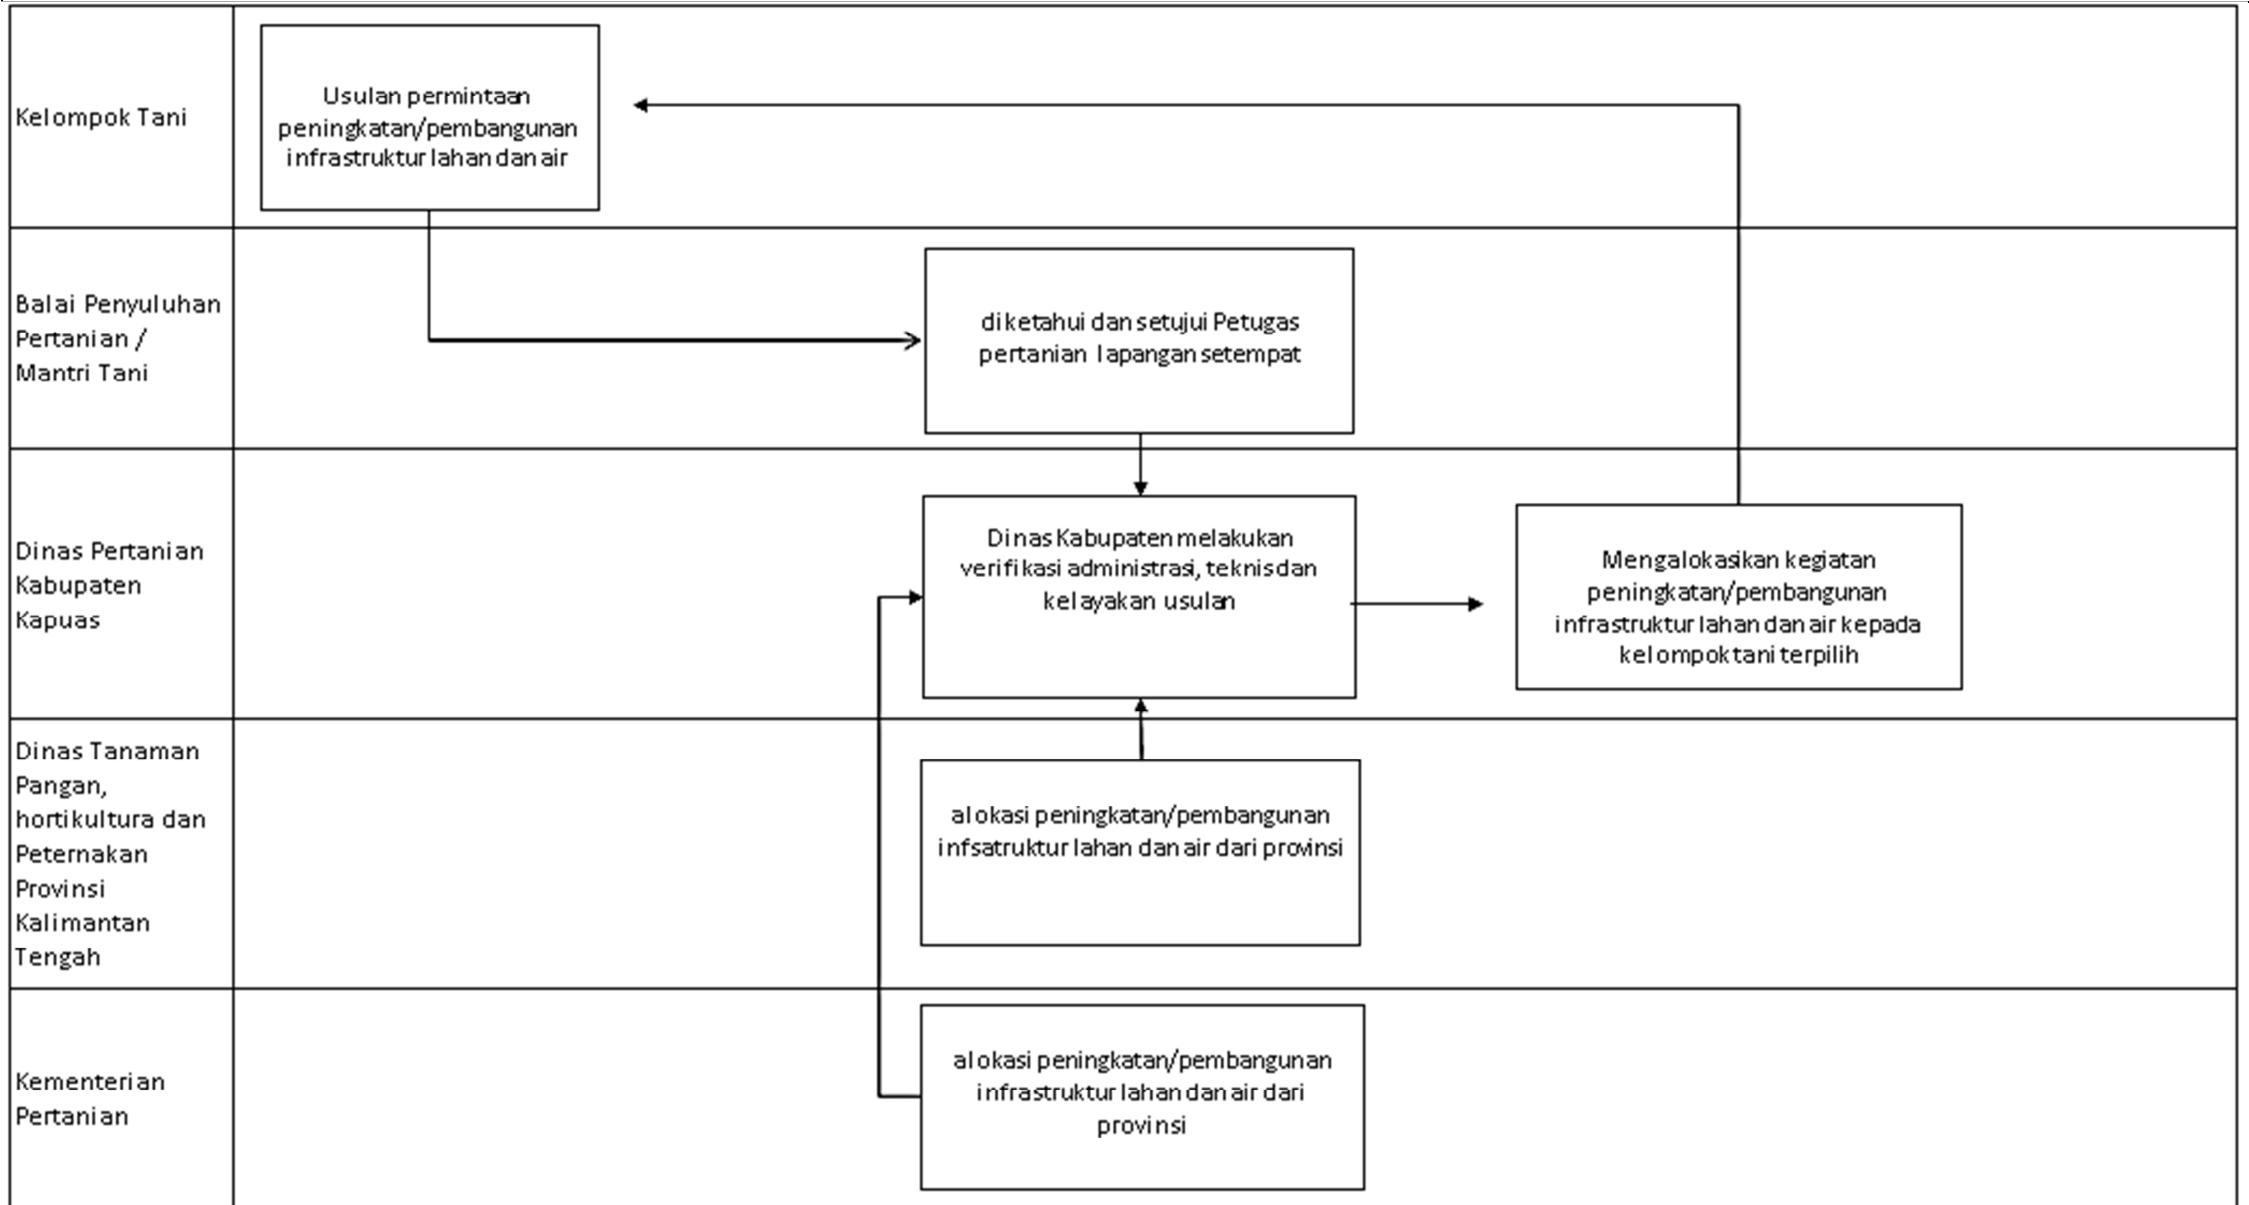 Kelompok Tani
Usulan permintaan
peningkatan/pembangunan
infrastruktur lahan dan air
Balai Penyuluhan
Pertanian /
Mantri Tani
diketahui dan setujui Petugas
pertanian lapangan setempat
Dinas Pertanian
Kabupaten
Kapuas
Dinas Kabupaten melakukan
verifikasi administrasi, teknis dan
kelayakan usulan
Mengalokasikan kegiatan
peningkatan/pembangunan
infrastruktur lahan dan air kepada
kelompok tani terpilih
Dinas Tanaman
Pangan,
hortikultura dan
Peternakan
Provinsi
Kalimantan
Tengah
alokasi peningkatan/pembangunan
infsatruktur lahan dan air dari provinsi
Kementerian
Pertanian
alokasi peningkatan/pembangunan
infrastruktur lahan dan air dari
provinsi